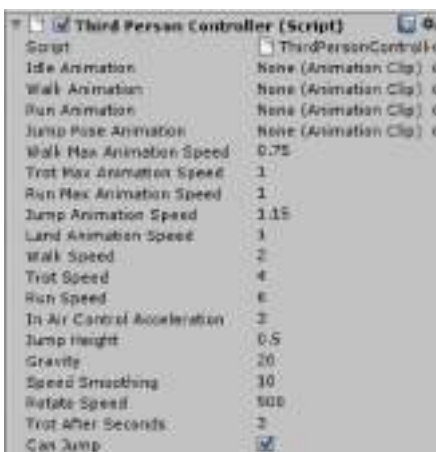 Third Person Controller (Script)
Script ThirdPersonControll
Idle Animation None (Animation Clip)
Walk Animation None (Animation Clip)
Run Animation None (Animation Clip)
Jump Pose Animation None (Animation Clip)
Walk Max Animation Speed 0.75
Trot Max Animation Speed 1
Run Max Animation Speed 1
Jump Animation Speed 1.15
Land Animation Speed 1
Walk Speed 2
Trot Speed 4
Run Speed 6
In Air Control Acceleration 3
Jump Height 0.5
Gravity 20
Speed Smoothing 10
Rotate Speed 500
Trot After Seconds 3
Can Jump